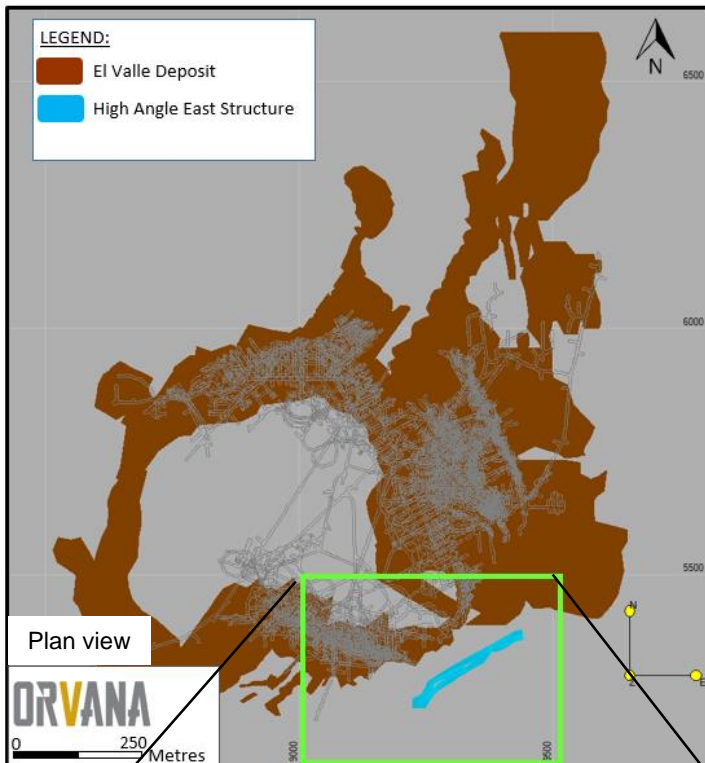 LEGEND:
El Valle Deposit
High Angle East Structure
N
6500
6000
5500
N
Z
E
Plan view
ORVANA
0 250 Metres
9000
9500